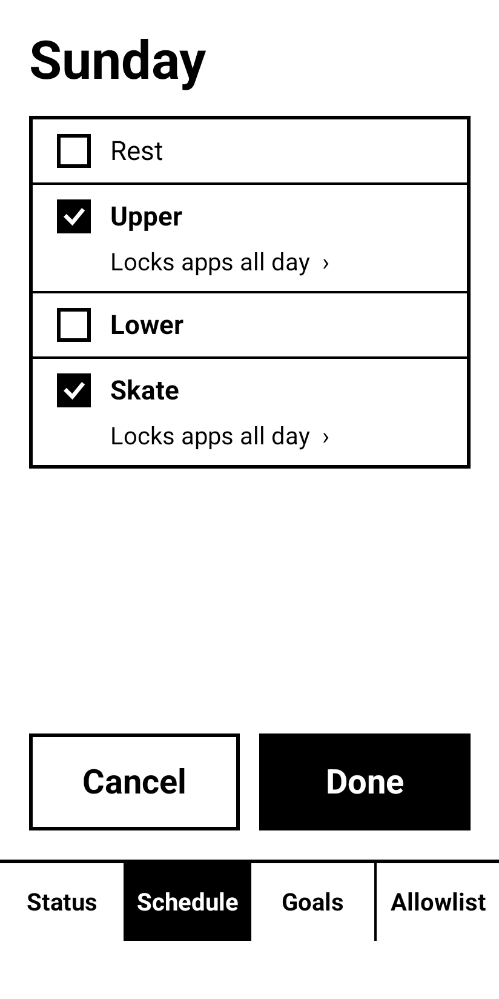 Sunday
Rest
Upper
Locks apps all day ›
Lower
Skate
Locks apps all day ›
Cancel Done
Status Schedule Goals Allowlist